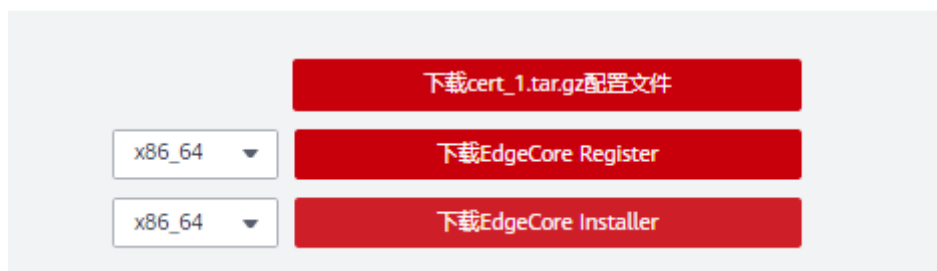 下载cert_1.tar.gz配置文件
x86_64 下载EdgeCore Register
x86_64 下载EdgeCore Installer